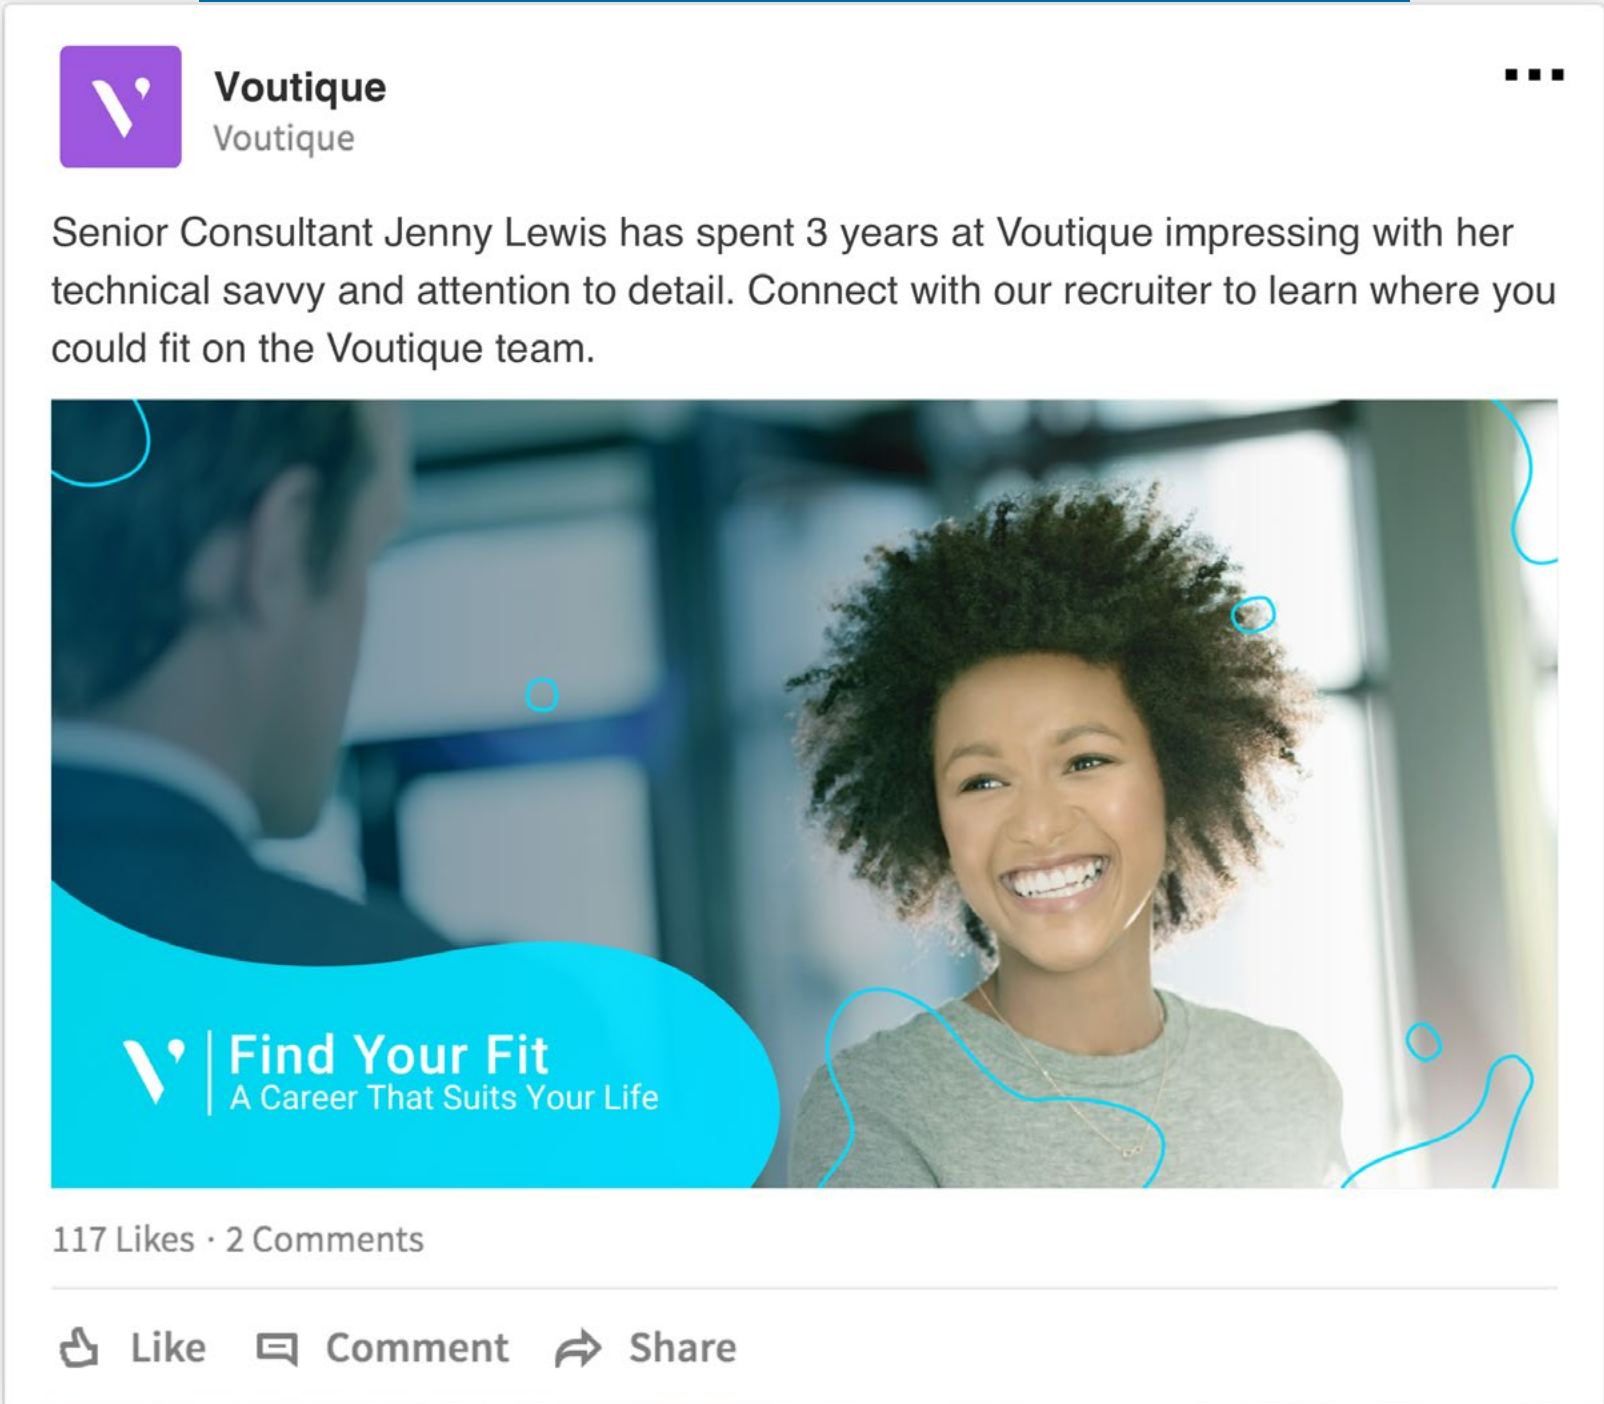 Voutique
Voutique
Senior Consultant Jenny Lewis has spent 3 years at Voutique impressing with her
technical savvy and attention to detail. Connect with our recruiter to learn where you
could fit on the Voutique team.
Find Your Fit
A Career That Suits Your Life
117 Likes · 2 Comments
Like Comment Share